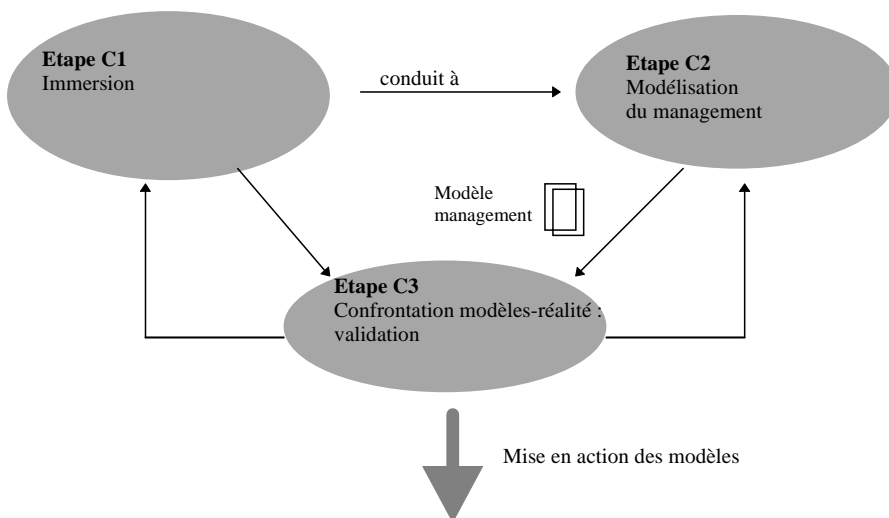 Etape C1
Immersion
conduit à
Etape C2
Modélisation
du management
Modèle
management
Etape C3
Confrontation modèles-réalité :
validation
Mise en action des modèles